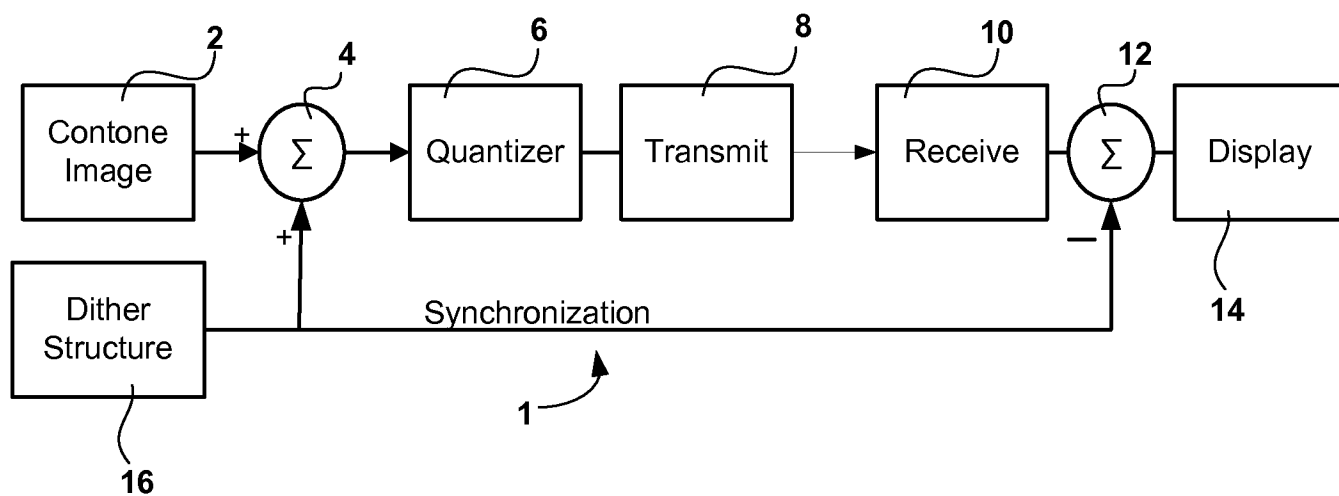 2
4
6
8
10
12
Contone
Image
+
Σ
Quantizer
Transmit
Receive
Σ
Display
+
−
Dither
Structure
Synchronization
14
1
16